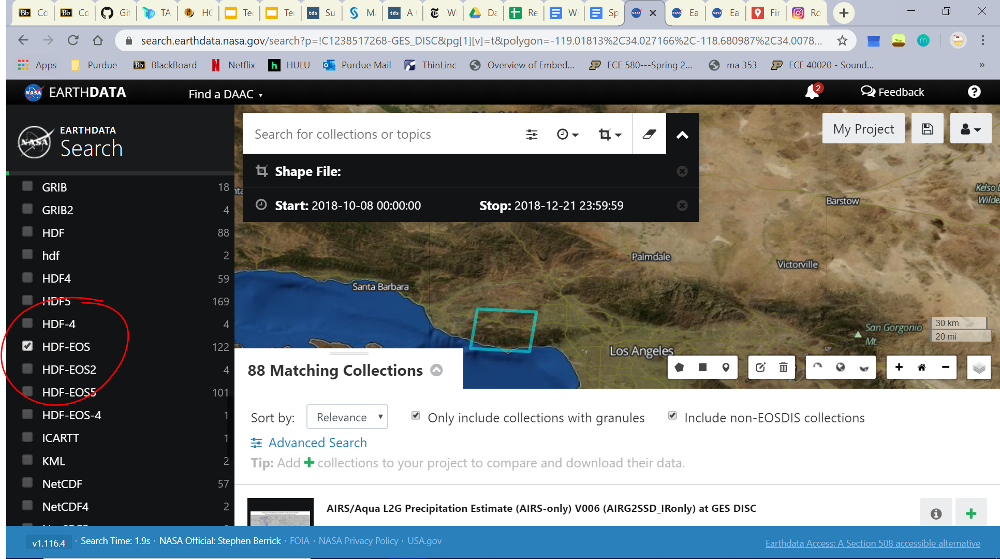 Co
Co
Git
TA
HC
Tec
Tec
Su
Ma
A
W
Da
Re
Wi
Sp
Ea
Ea
Fir
Ro
search.earthdata.nasa.gov/search?p=!C1238517268-GES_DISC&pg[1][v]=t&polygon=-119.01813%2C34.027166%2C-118.680987%2C34.0078...
Apps Purdue BlackBoard Netflix HULU Purdue Mail ThinLinc Overview of Embed... ECE 580---Spring 2... ma 353 ECE 40020 - Sound... »
NASA EARTHDATA Find a DAAC 2 Feedback ?
NASA EARTHDATA
Search
Search for collections or topics
My Project
Shape File:
Start: 2018-10-08 00:00:00 Stop: 2018-12-21 23:59:59
GRIB 18
GRIB2 4
HDF 88
hdf 2
HDF4 59
HDF5 169
HDF-4 4
HDF-EOS 122
HDF-EOS2 4
HDF-EOS5 101
HDF-EOS-4 1
ICARTT 1
KML 2
NetCDF 57
NetCDF4 2
Kelso
Wilde
Barstow
Palmdale
Victorville
Santa Barbara
San Gorgonio
Mt.
Los Angeles
30 km
20 mi
88 Matching Collections
Sort by: Relevance Only include collections with granules Include non-EOSDIS collections
Advanced Search
Tip: Add + collections to your project to compare and download their data.
AIRS/Aqua L2G Precipitation Estimate (AIRS-only) V006 (AIRG2SSD_IRonly) at GES DISC
v1.116.4 · Search Time: 1.9s · NASA Official: Stephen Berrick · FOIA · NASA Privacy Policy · USA.gov
Earthdata Access: A Section 508 accessible alternative